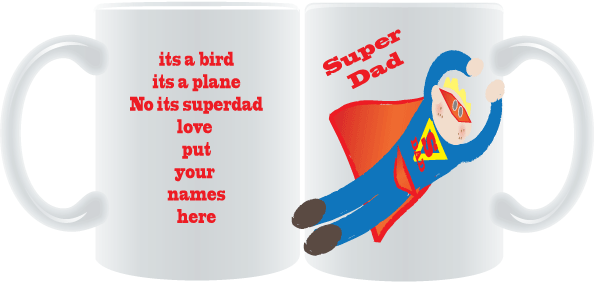 its a bird
its a plane
No its superdad
love
put
your
names
here
Super
Dad